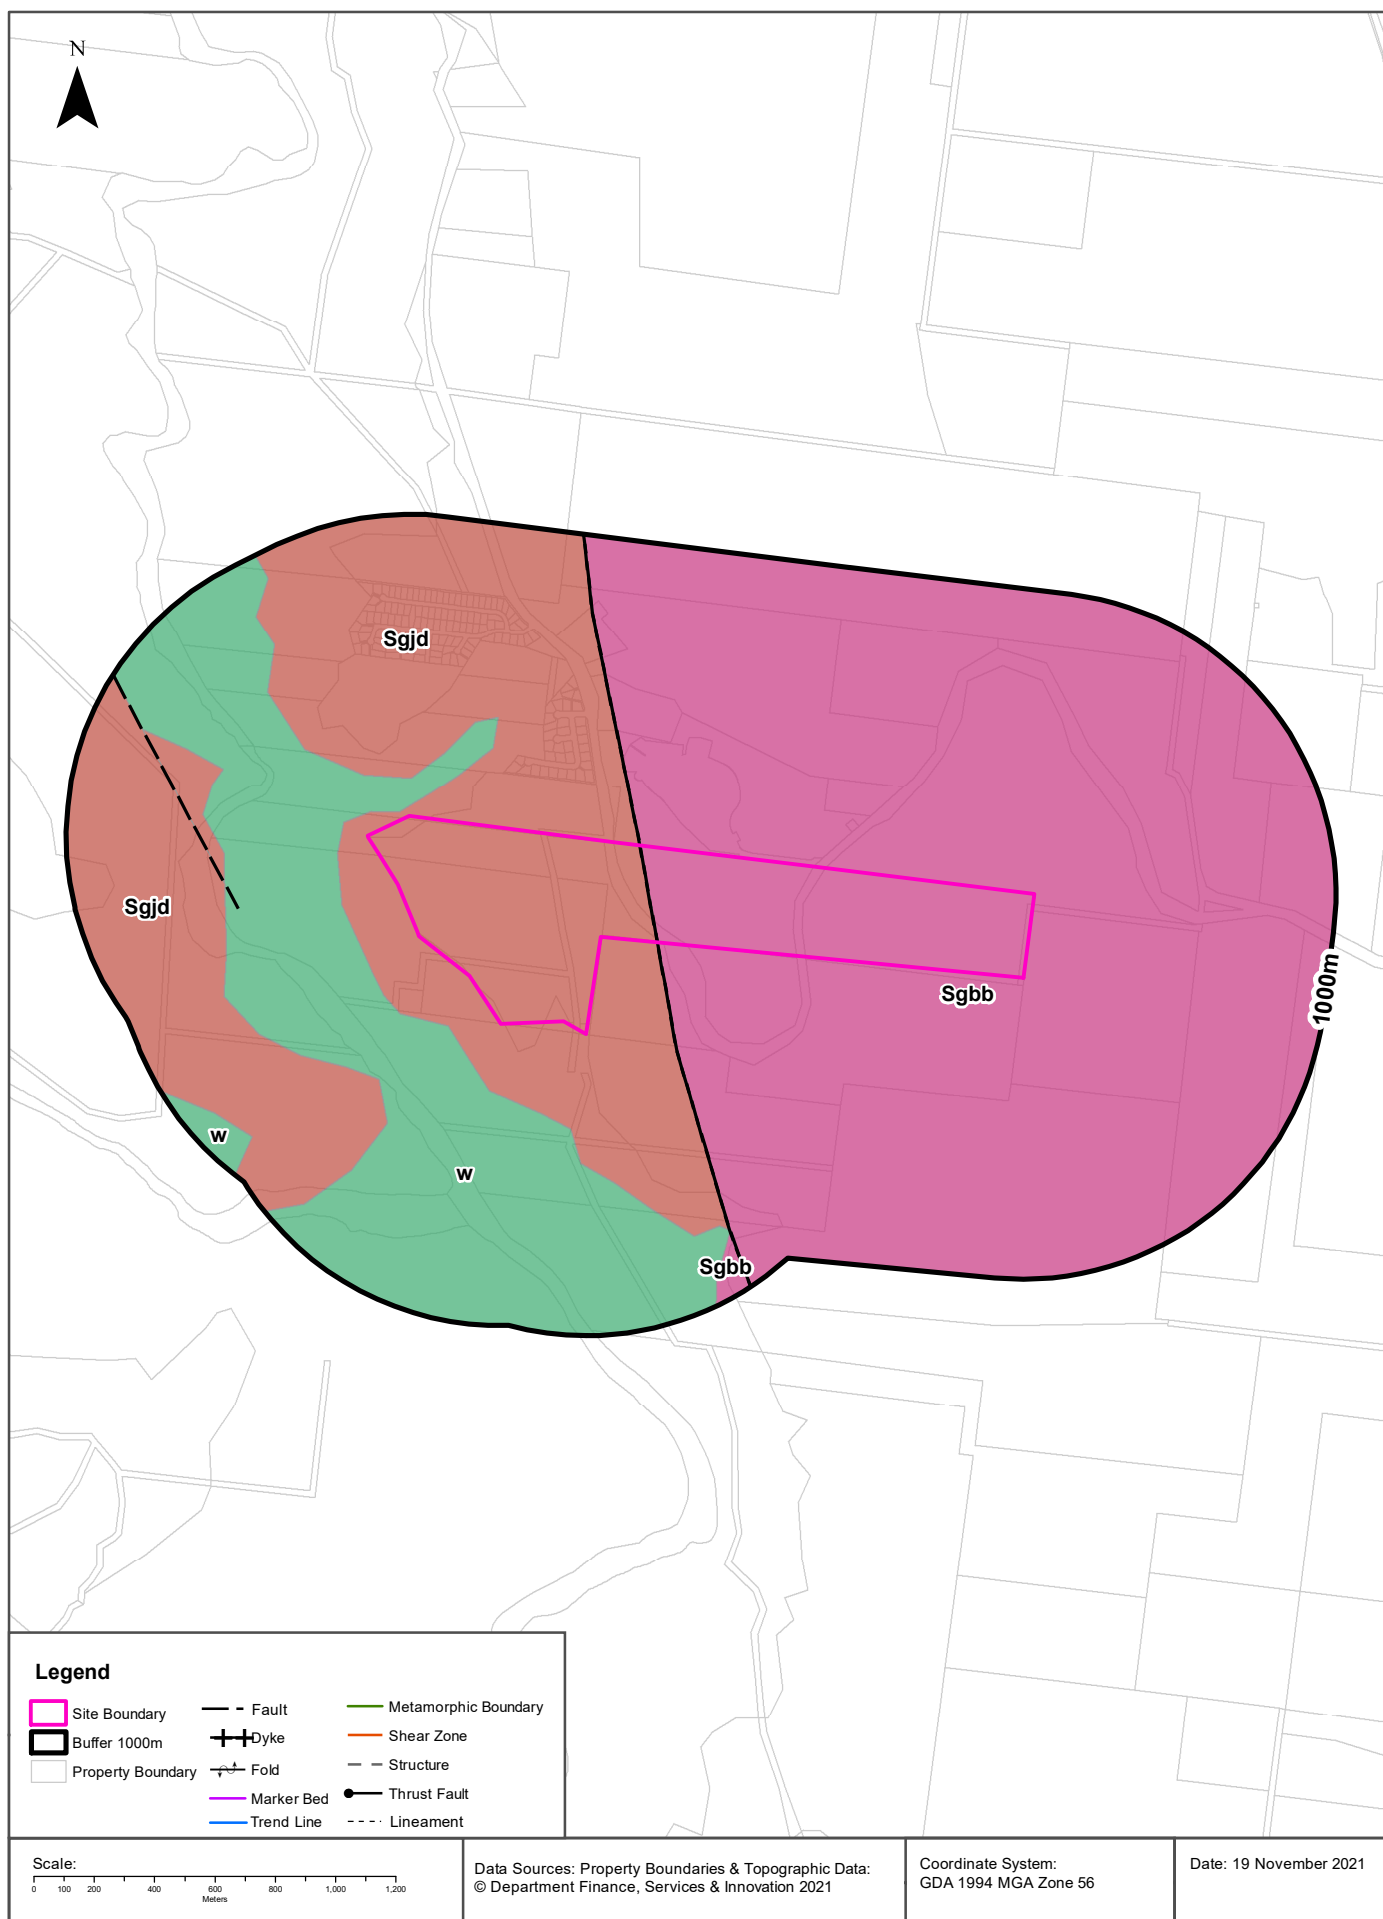 N
Sgjd
Sgjd
Sgbb
1000m
w
w
Sgbb
Legend
Site Boundary
Buffer 1000m
Property Boundary
Fault
Dyke
Fold
Marker Bed
Trend Line
Metamorphic Boundary
Shear Zone
Structure
Thrust Fault
Lineament
Scale:
0 100 200 400 600 800 1,000 1,200
Meters
Data Sources: Property Boundaries & Topographic Data:
© Department Finance, Services & Innovation 2021
Coordinate System:
GDA 1994 MGA Zone 56
Date: 19 November 2021